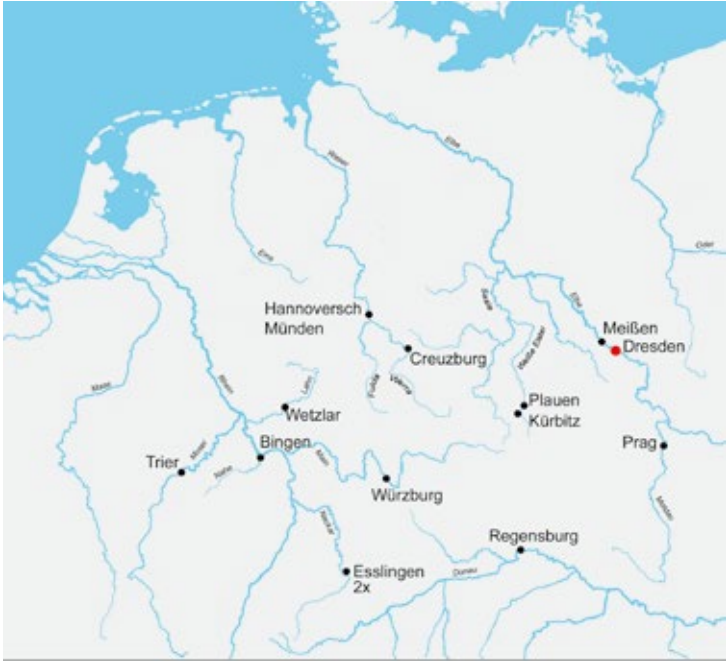 Elbe
Weser
Oder
Ems
Saale
Elbe
Hannoversch
Münden
Meißen
Dresden
Weiße Elster
Creuzburg
Maas
Rhein
Fulda
Werra
Lahn
Plauen
Wetzlar
Kürbitz
Bingen
Prag
Mosel
Trier
Nahe
Main
Würzburg
Moldau
Neckar
Regensburg
Esslingen
2x
Donau